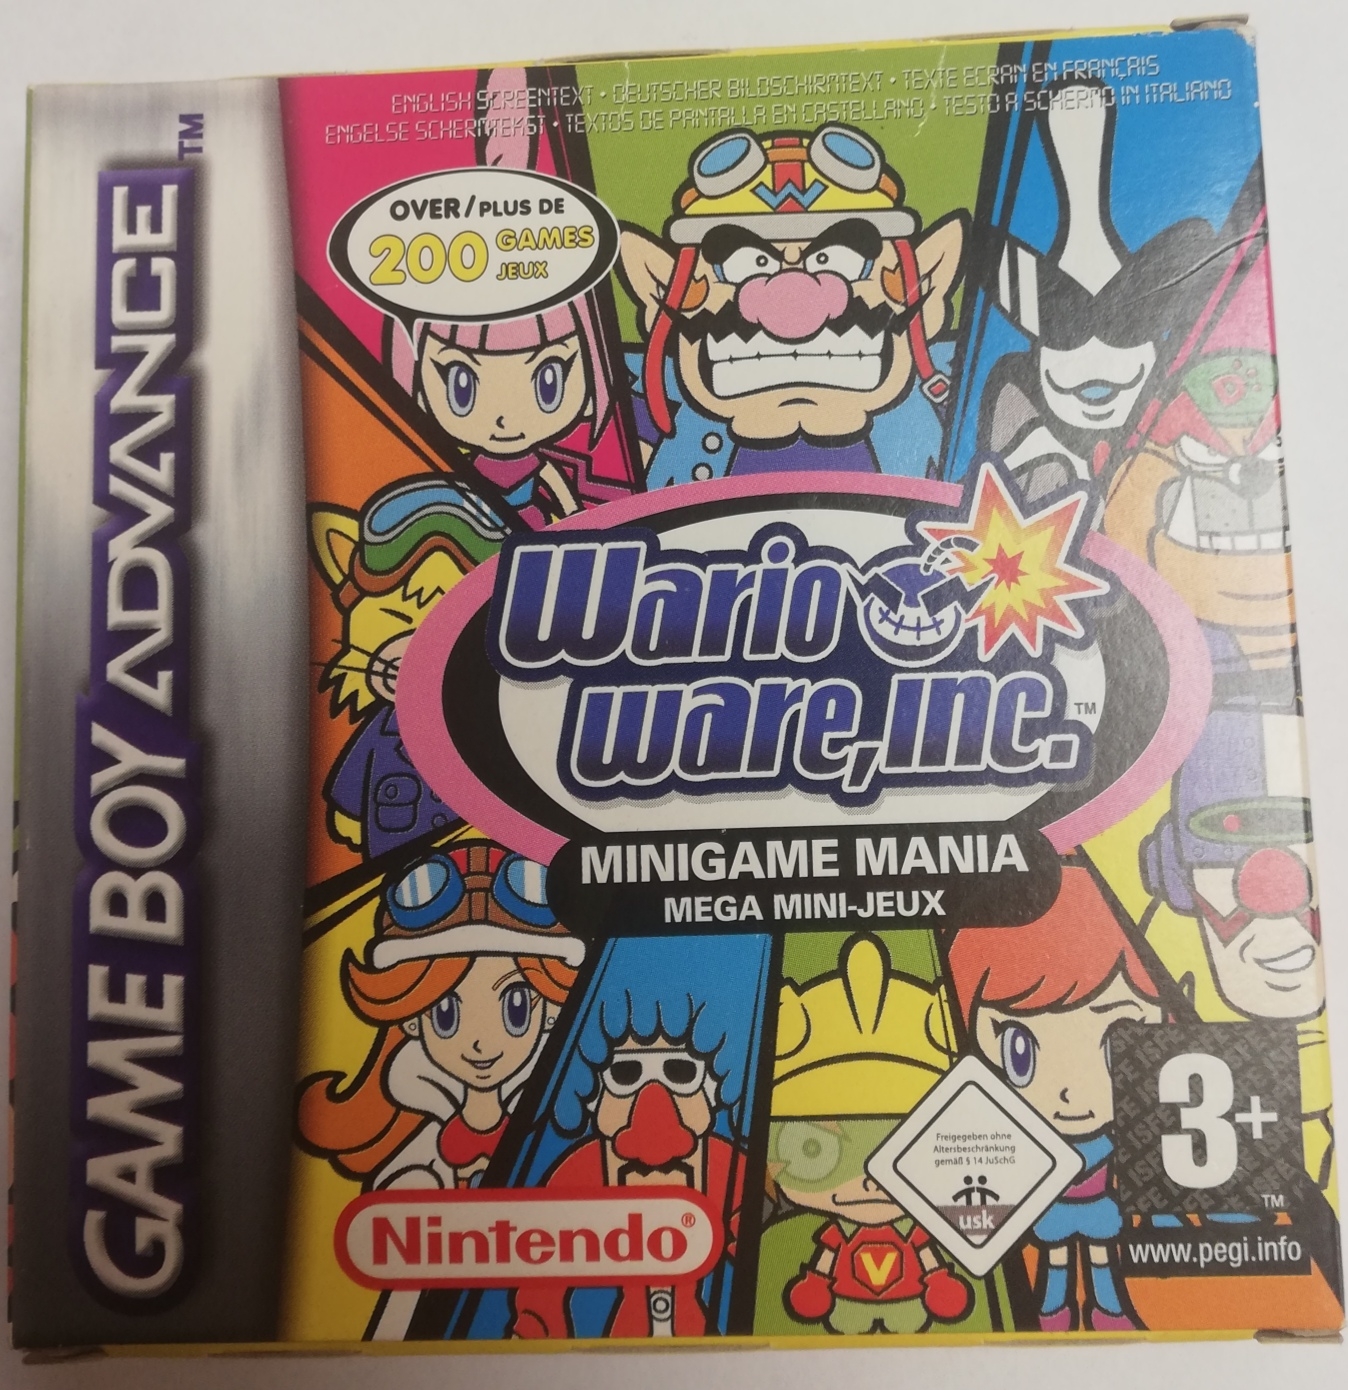 ENGLISH SCREENTEXT • DEUTSCHER BILDSCHIRMTEXT • TEXTE ECRAN EN FRANÇAIS
ENGELSE SCHERMTEKST • TEXTOS DE PANTALLA EN CASTELLANO • TESTO A SCHERMO IN ITALIANO
GAME BOY ADVANCE™
OVER/PLUS DE
200 GAMES
JEUX
W
Wario
ware, inc.™
MINIGAME MANIA
MEGA MINI-JEUX
Nintendo®
V
Freigegeben ohne
Altersbeschränkung
gemäß § 14 JuSchG
usk
3+
™
www.pegi.info